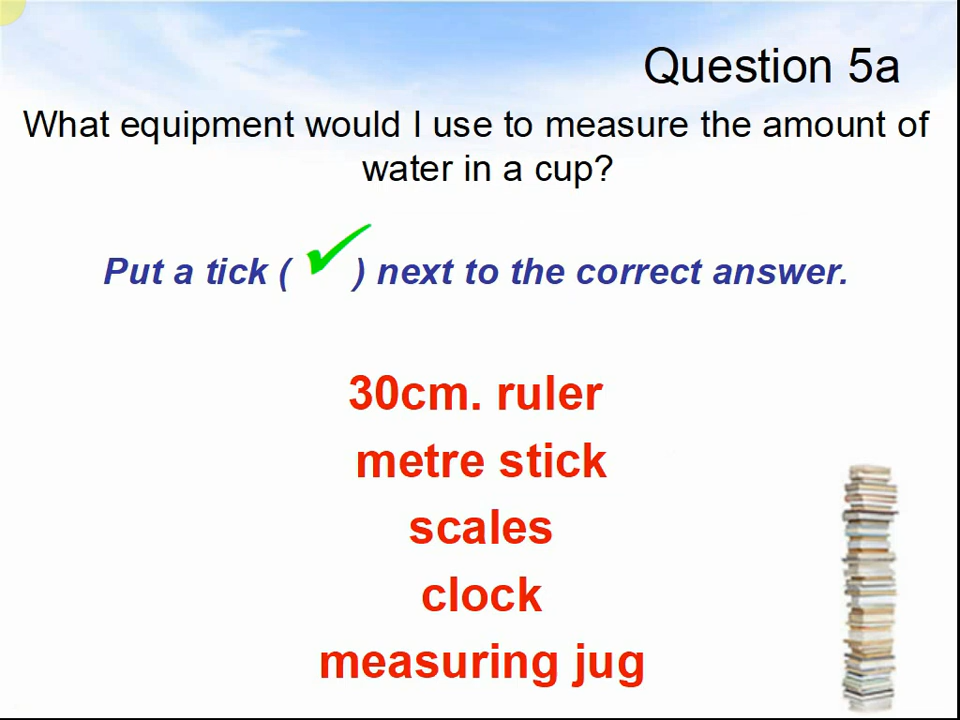 Question 5a
What equipment would I use to measure the amount of
water in a cup?
Put a tick ( ✓ ) next to the correct answer.
30cm. ruler
metre stick
scales
clock
measuring jug